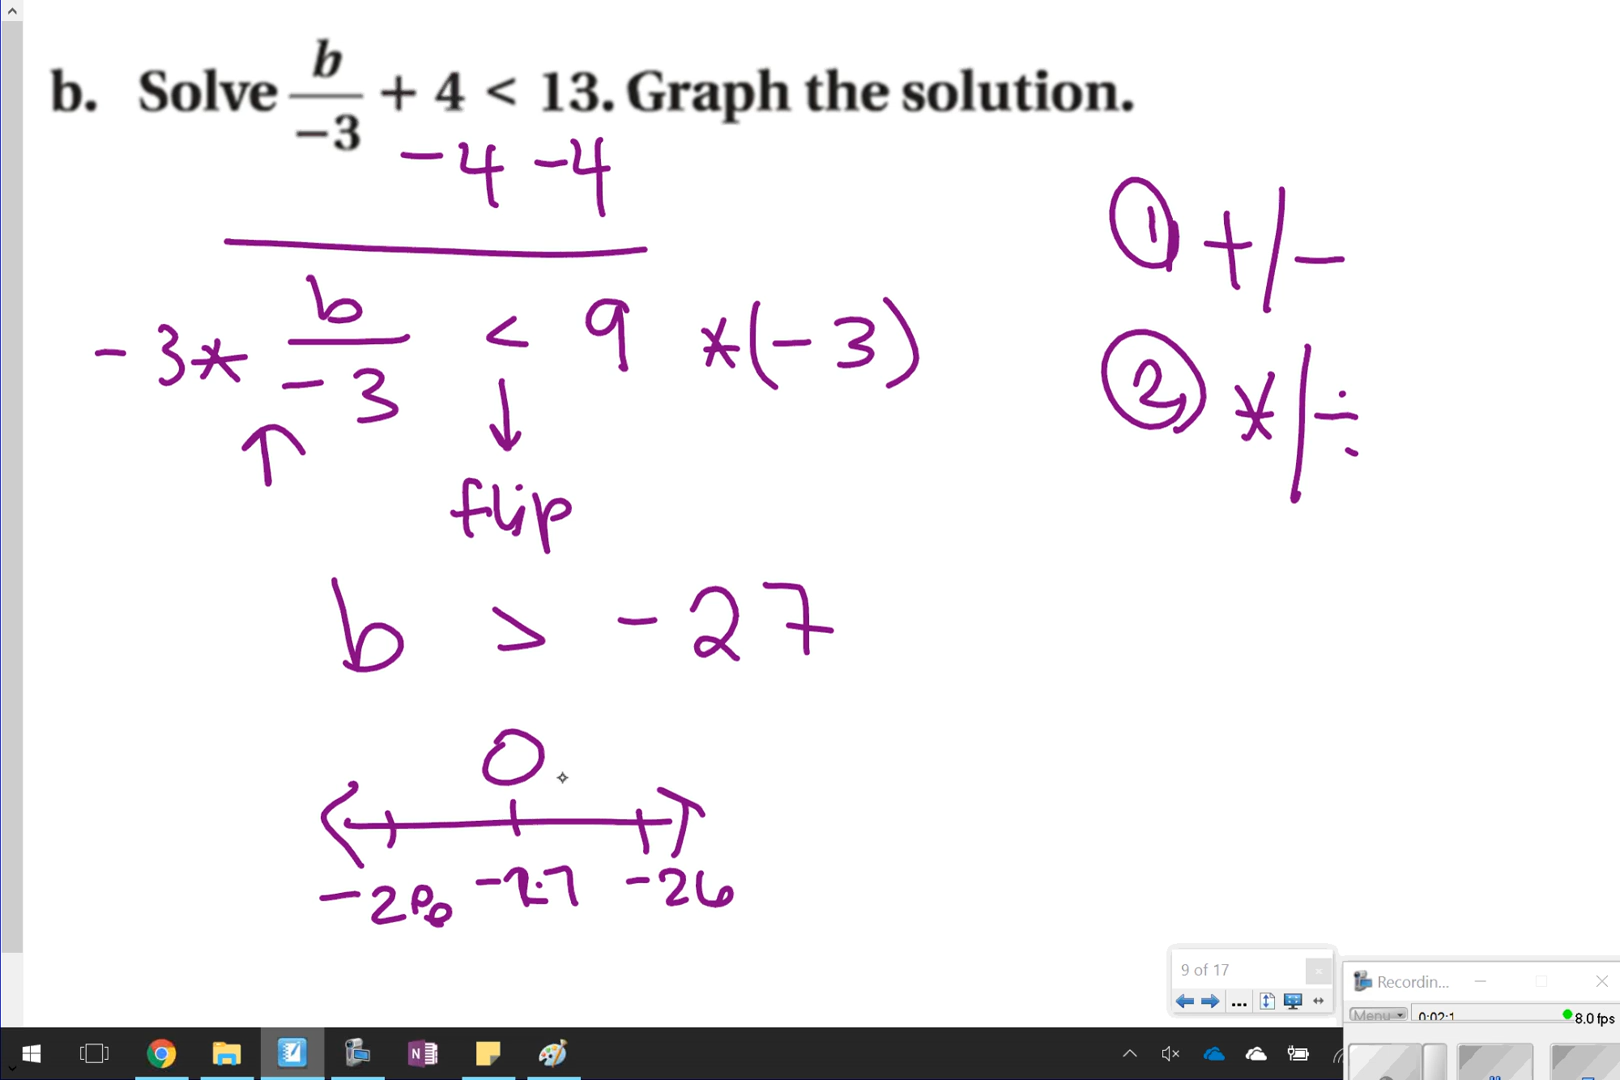 b. Solve b/-3 + 4 < 13. Graph the solution.
-4 -4
-3* b/-3 < 9 *(-3)
flip
b > -27
-28 -27 -26
① +/-
② */÷
9 of 17
...
Recordin...
Menu
8.0 fps